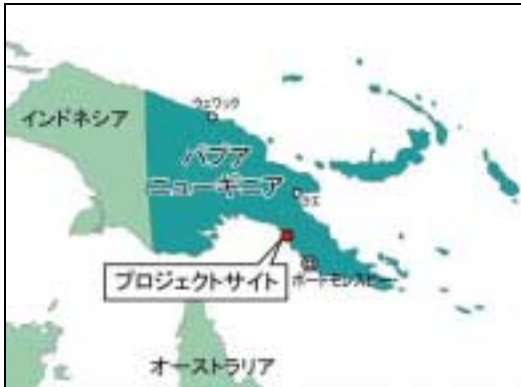 ウェワック
インドネシア
パプア
ニューギニア
ラエ
プロジェクトサイト
ポートモレスビー
オーストラリア